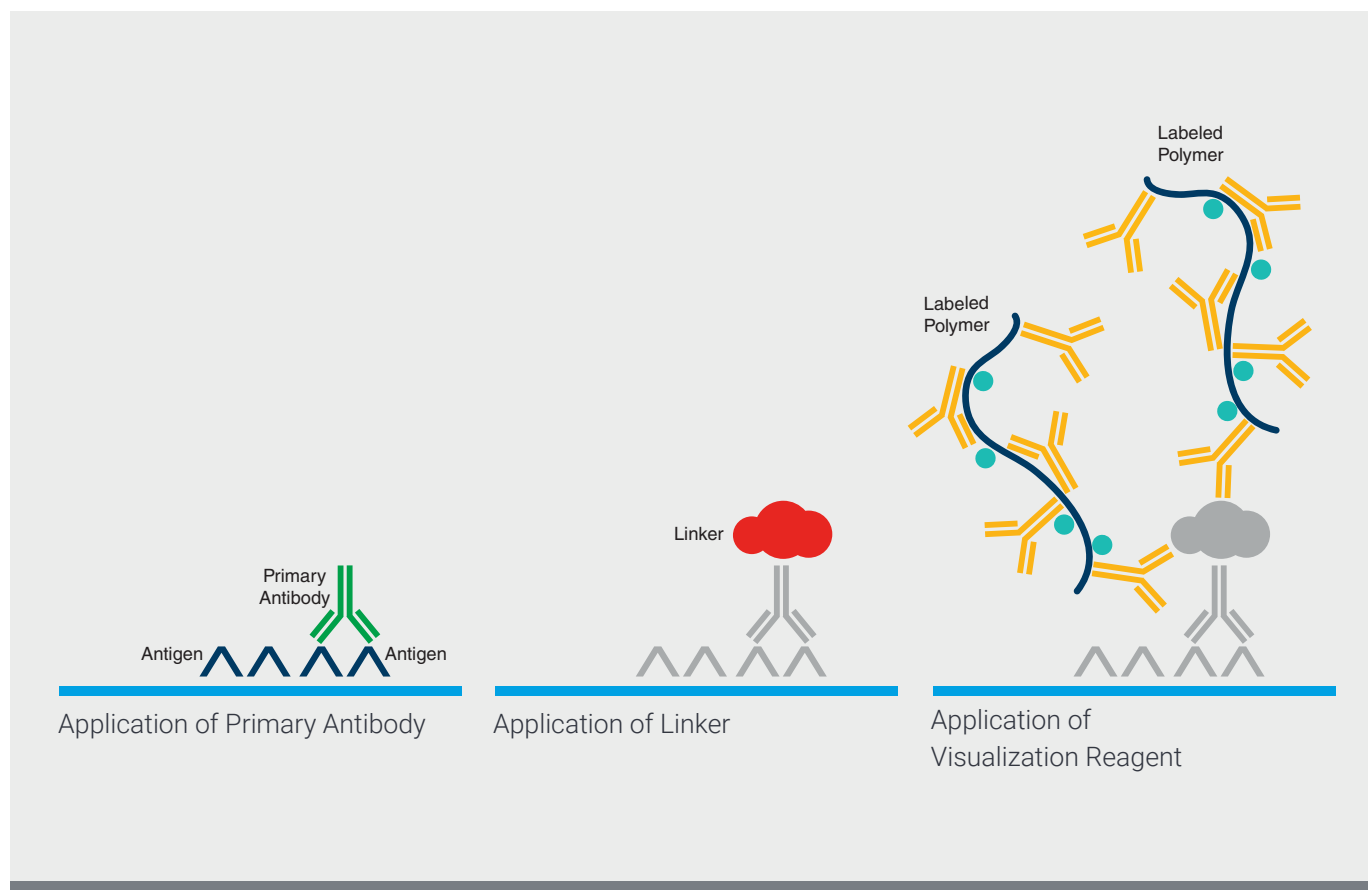 Primary
Antibody
Antigen
Antigen
Application of Primary Antibody
Linker
Application of Linker
Labeled
Polymer
Labeled
Polymer
Application of
Visualization Reagent